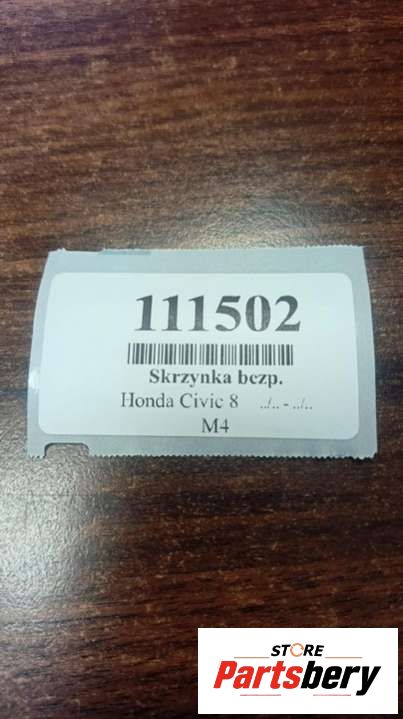 111502
Skrzynka bezp.
Honda Civic 8 ../.. - ../..
M4
STORE
Partsbery